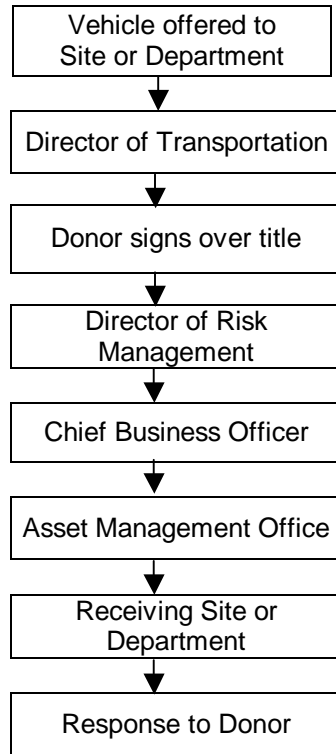 Vehicle offered to
Site or Department
Director of Transportation
Donor signs over title
Director of Risk
Management
Chief Business Officer
Asset Management Office
Receiving Site or
Department
Response to Donor